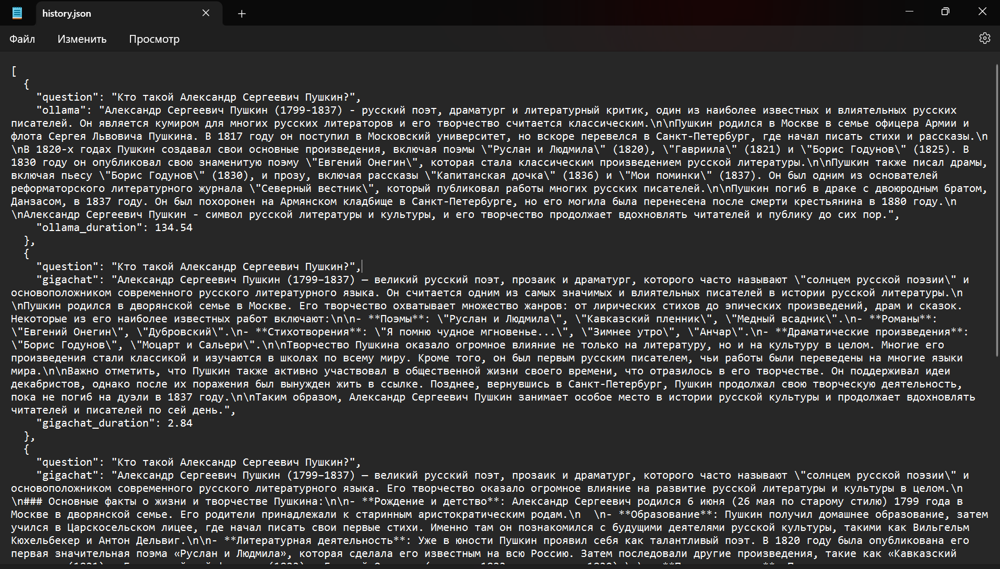 history.json
Файл Изменить Просмотр
[
{
"question": "Кто такой Александр Сергеевич Пушкин?",
"ollama": "Александр Сергеевич Пушкин (1799-1837) - русский поэт, драматург и литературный критик, один из наиболее известных и влиятельных русских
писателей. Он является кумиром для многих русских литераторов и его творчество считается классическим.\n\nПушкин родился в Москве в семье офицера Армии и
флота Сергея Львовича Пушкина. В 1817 году он поступил в Московский университет, но вскоре перевелся в Санкт-Петербург, где начал писать стихи и рассказы.\n
\nВ 1820-х годах Пушкин создавал свои основные произведения, включая поэмы \"Руслан и Людмила\" (1820), \"Гавриила\" (1821) и \"Борис Годунов\" (1825). В
1830 году он опубликовал свою знаменитую поэму \"Евгений Онегин\", которая стала классическим произведением русской литературы.\n\nПушкин также писал драмы,
включая пьесу \"Борис Годунов\" (1830), и прозу, включая рассказы \"Капитанская дочка\" (1836) и \"Мои поминки\" (1837). Он был одним из основателей
реформаторского литературного журнала \"Северный вестник\", который публиковал работы многих русских писателей.\n\nПушкин погиб в драке с двоюродным братом,
Данзасом, в 1837 году. Он был похоронен на Армянском кладбище в Санкт-Петербурге, но его могила была перенесена после смерти крестьянина в 1880 году.\n
\nАлександр Сергеевич Пушкин - символ русской литературы и культуры, и его творчество продолжает вдохновлять читателей и публику до сих пор.",
"ollama_duration": 134.54
},
{
"question": "Кто такой Александр Сергеевич Пушкин?",
"gigachat": "Александр Сергеевич Пушкин (1799–1837) — великий русский поэт, прозаик и драматург, которого часто называют \"солнцем русской поэзии\" и
основоположником современного русского литературного языка. Он считается одним из самых значимых и влиятельных писателей в истории русской литературы.\n
\nПушкин родился в дворянской семье в Москве. Его творчество охватывает множество жанров: от лирических стихов до эпических произведений, драм и сказок.
Некоторые из его наиболее известных работ включают:\n\n- **Поэмы**: \"Руслан и Людмила\", \"Кавказский пленник\", \"Медный всадник\".\n- **Романы**:
\"Евгений Онегин\", \"Дубровский\".\n- **Стихотворения**: \"Я помню чудное мгновенье...\", \"Зимнее утро\", \"Анчар\".\n- **Драматические произведения**:
\"Борис Годунов\", \"Моцарт и Сальери\".\n\nТворчество Пушкина оказало огромное влияние не только на литературу, но и на культуру в целом. Многие его
произведения стали классикой и изучаются в школах по всему миру. Кроме того, он был первым русским писателем, чьи работы были переведены на многие языки
мира.\n\nВажно отметить, что Пушкин также активно участвовал в общественной жизни своего времени, что отразилось в его творчестве. Он поддерживал идеи
декабристов, однако после их поражения был вынужден жить в ссылке. Позднее, вернувшись в Санкт-Петербург, Пушкин продолжал свою творческую деятельность,
пока не погиб на дуэли в 1837 году.\n\nТаким образом, Александр Сергеевич Пушкин занимает особое место в истории русской культуры и продолжает вдохновлять
читателей и писателей по сей день.",
"gigachat_duration": 2.84
},
{
"question": "Кто такой Александр Сергеевич Пушкин?",
"gigachat": "Александр Сергеевич Пушкин (1799–1837) — великий русский поэт, прозаик и драматург, которого часто называют \"солнцем русской поэзии\" и
основоположником современного русского литературного языка. Его творчество оказало огромное влияние на развитие русской литературы и культуры в целом.\n
\n### Основные факты о жизни и творчестве Пушкина:\n\n- **Рождение и детство**: Александр Сергеевич родился 6 июня (26 мая по старому стилю) 1799 года в
Москве в дворянской семье. Его родители принадлежали к старинным аристократическим родам.\n  \n- **Образование**: Пушкин получил домашнее образование, затем
учился в Царскосельском лицее, где начал писать свои первые стихи. Именно там он познакомился с будущими деятелями русской культуры, такими как Вильгельм
Кюхельбекер и Антон Дельвиг.\n\n- **Литературная деятельность**: Уже в юности Пушкин проявил себя как талантливый поэт. В 1820 году была опубликована его
первая значительная поэма «Руслан и Людмила», которая сделала его известным на всю Россию. Затем последовали другие произведения, такие как «Кавказский